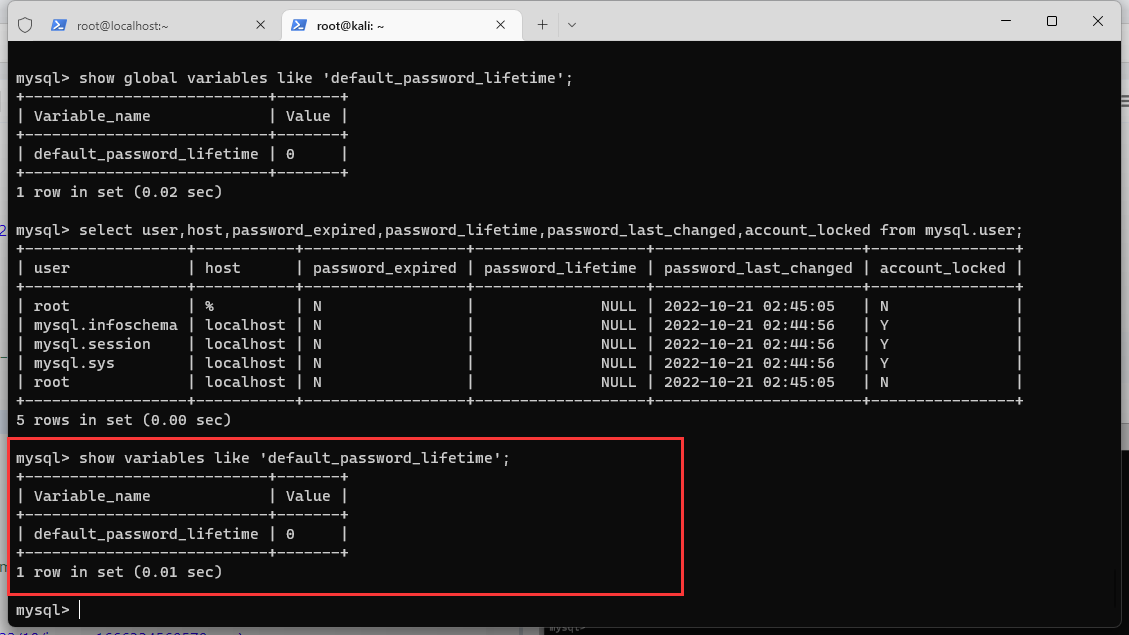 root@localhost:~
root@kali: ~
mysql> show global variables like 'default_password_lifetime';
+---------------------------+-------+
| Variable_name             | Value |
+---------------------------+-------+
| default_password_lifetime | 0     |
+---------------------------+-------+
1 row in set (0.02 sec)
mysql> select user,host,password_expired,password_lifetime,password_last_changed,account_locked from mysql.user;
+------------------+-----------+------------------+-------------------+-----------------------+----------------+
| user             | host      | password_expired | password_lifetime | password_last_changed | account_locked |
+------------------+-----------+------------------+-------------------+-----------------------+----------------+
| root             | %         | N                |              NULL | 2022-10-21 02:45:05   | N              |
| mysql.infoschema | localhost | N                |              NULL | 2022-10-21 02:44:56   | Y              |
| mysql.session    | localhost | N                |              NULL | 2022-10-21 02:44:56   | Y              |
| mysql.sys        | localhost | N                |              NULL | 2022-10-21 02:44:56   | Y              |
| root             | localhost | N                |              NULL | 2022-10-21 02:45:05   | N              |
+------------------+-----------+------------------+-------------------+-----------------------+----------------+
5 rows in set (0.00 sec)
mysql> show variables like 'default_password_lifetime';
+---------------------------+-------+
| Variable_name             | Value |
+---------------------------+-------+
| default_password_lifetime | 0     |
+---------------------------+-------+
1 row in set (0.01 sec)
mysql>